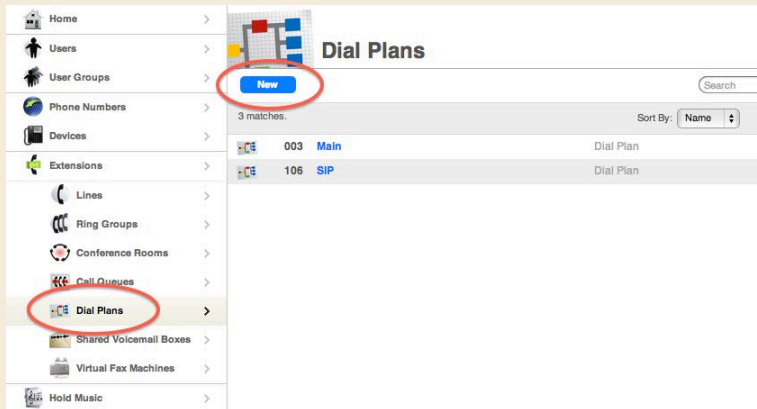 Home
Users
User Groups
Phone Numbers
Devices
Extensions
Lines
Ring Groups
Conference Rooms
Call Queues
Dial Plans
Shared Voicemail Boxes
Virtual Fax Machines
Hold Music
Dial Plans
New
Search
3 matches.
Sort By: Name
003 Main Dial Plan
106 SIP Dial Plan